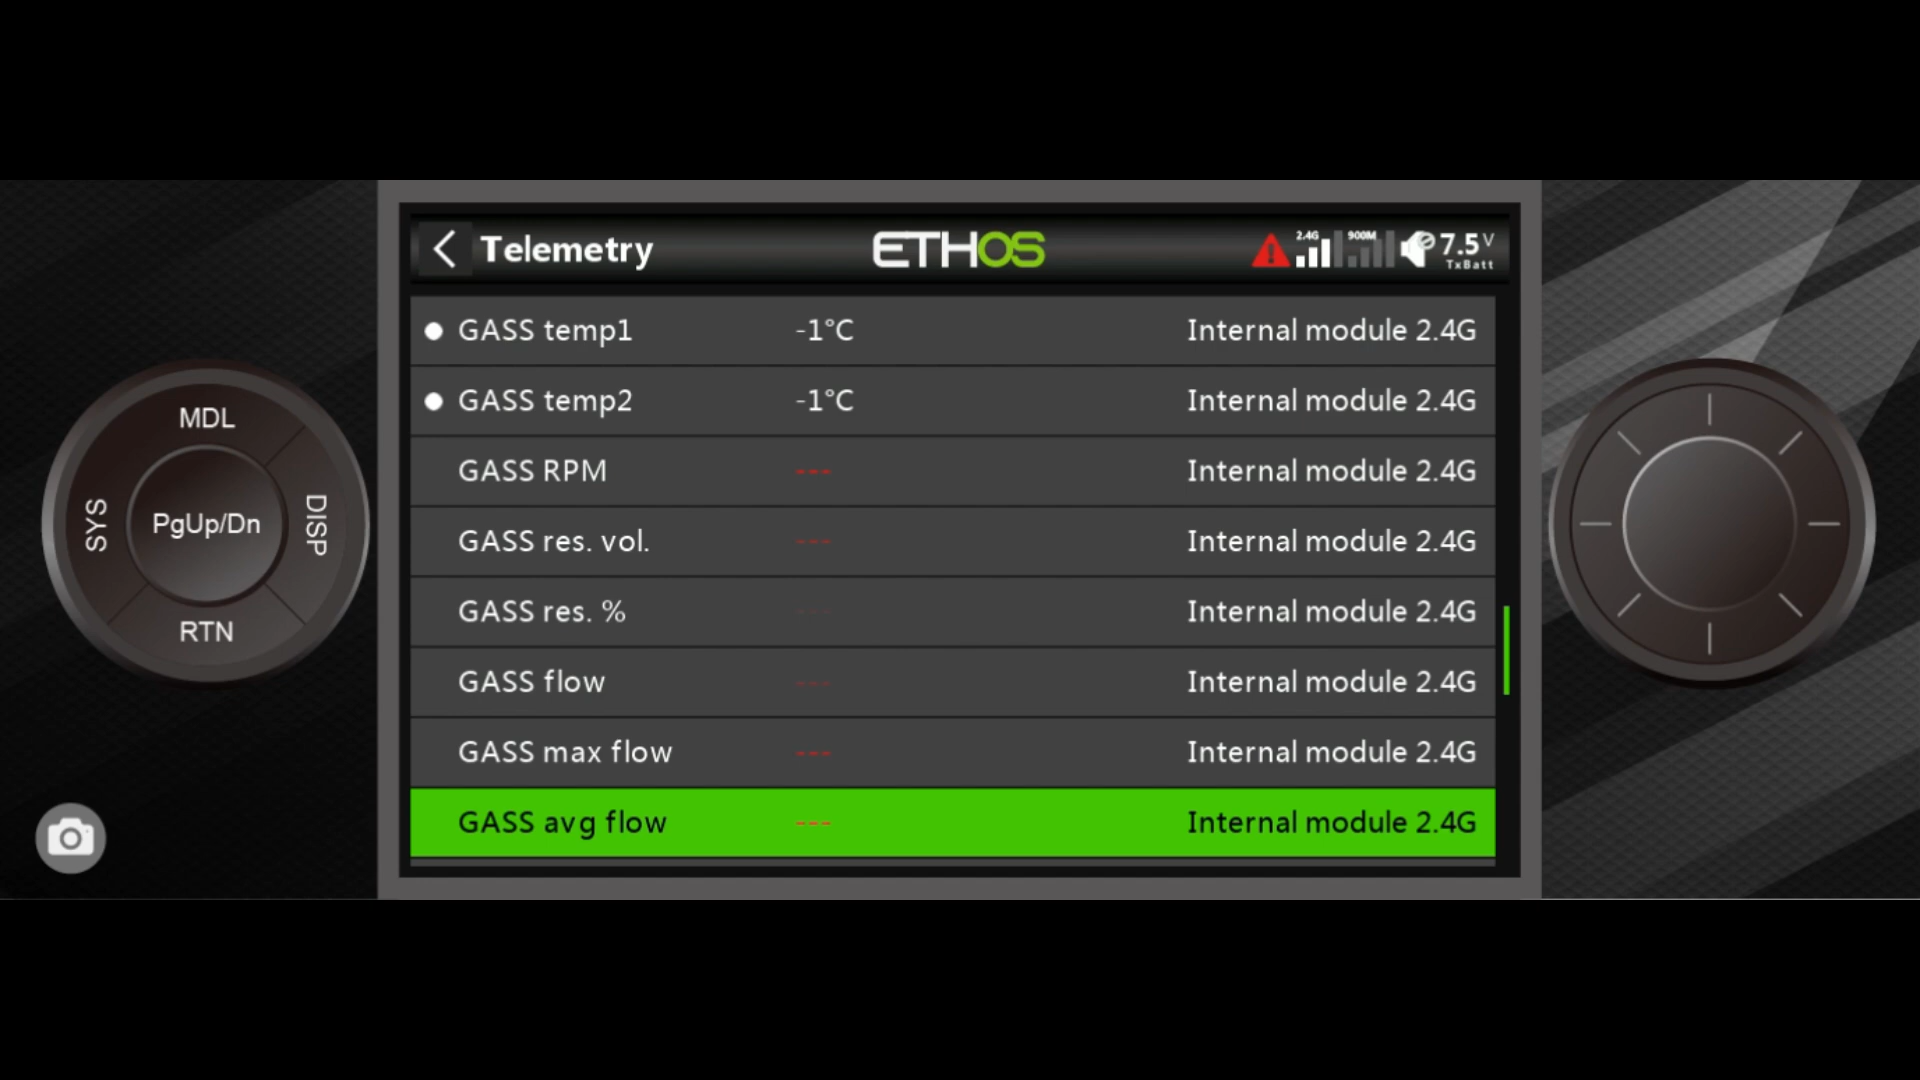 Telemetry
ETHOS
2.4G
900M
7.5V
TxBatt
GASS temp1 -1°C Internal module 2.4G
GASS temp2 -1°C Internal module 2.4G
GASS RPM --- Internal module 2.4G
GASS res. vol. --- Internal module 2.4G
GASS res. % --- Internal module 2.4G
GASS flow --- Internal module 2.4G
GASS max flow --- Internal module 2.4G
GASS avg flow --- Internal module 2.4G
MDL
SYS
PgUp/Dn
DISP
RTN